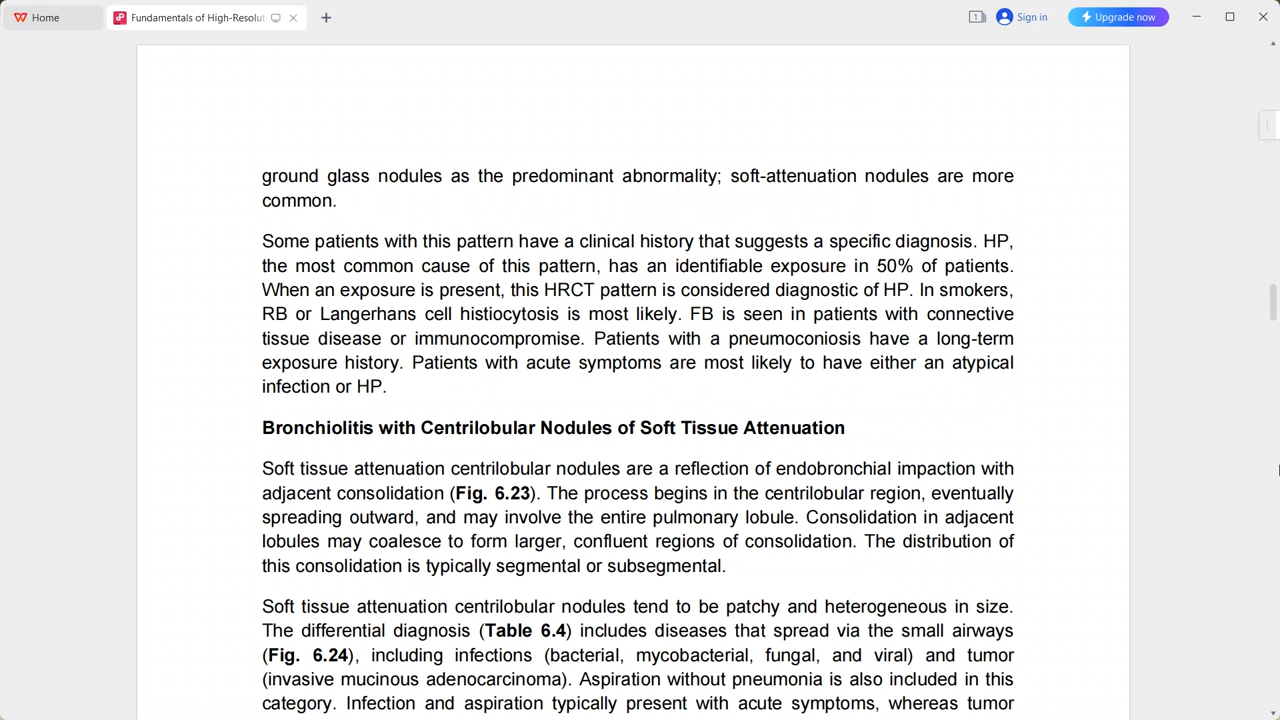 Home
Fundamentals of High-Resolut
1
Sign in
Upgrade now
ground glass nodules as the predominant abnormality; soft-attenuation nodules are more
common.
Some patients with this pattern have a clinical history that suggests a specific diagnosis. HP,
the most common cause of this pattern, has an identifiable exposure in 50% of patients.
When an exposure is present, this HRCT pattern is considered diagnostic of HP. In smokers,
RB or Langerhans cell histiocytosis is most likely. FB is seen in patients with connective
tissue disease or immunocompromise. Patients with a pneumoconiosis have a long-term
exposure history. Patients with acute symptoms are most likely to have either an atypical
infection or HP.
Bronchiolitis with Centrilobular Nodules of Soft Tissue Attenuation
Soft tissue attenuation centrilobular nodules are a reflection of endobronchial impaction with
adjacent consolidation (Fig. 6.23). The process begins in the centrilobular region, eventually
spreading outward, and may involve the entire pulmonary lobule. Consolidation in adjacent
lobules may coalesce to form larger, confluent regions of consolidation. The distribution of
this consolidation is typically segmental or subsegmental.
Soft tissue attenuation centrilobular nodules tend to be patchy and heterogeneous in size.
The differential diagnosis (Table 6.4) includes diseases that spread via the small airways
(Fig. 6.24), including infections (bacterial, mycobacterial, fungal, and viral) and tumor
(invasive mucinous adenocarcinoma). Aspiration without pneumonia is also included in this
category. Infection and aspiration typically present with acute symptoms, whereas tumor